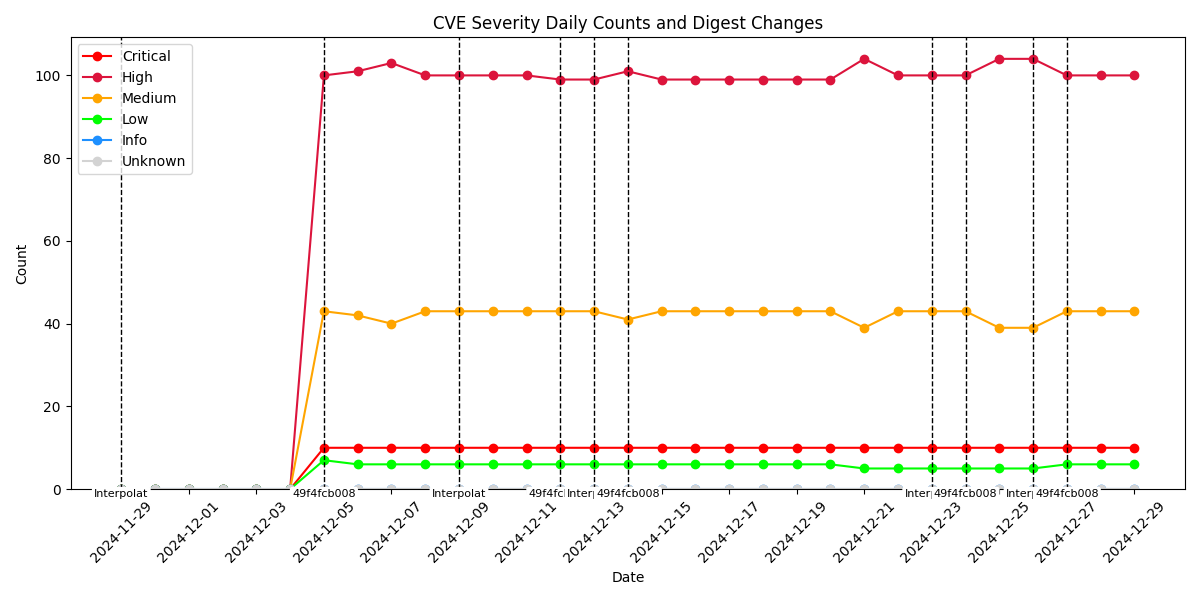 CVE Severity Daily Counts and Digest Changes
Critical
High
Medium
Low
Info
Unknown
100
80
60
40
20
0
Count
Interpolat
49f4fcb008
Interpolat
49f4fc
Inter
49f4fcb008
Inter
49f4fcb008
Inter
49f4fcb008
2024-11-29
2024-12-01
2024-12-03
2024-12-05
2024-12-07
2024-12-09
2024-12-11
2024-12-13
2024-12-15
2024-12-17
2024-12-19
2024-12-21
2024-12-23
2024-12-25
2024-12-27
2024-12-29
Date